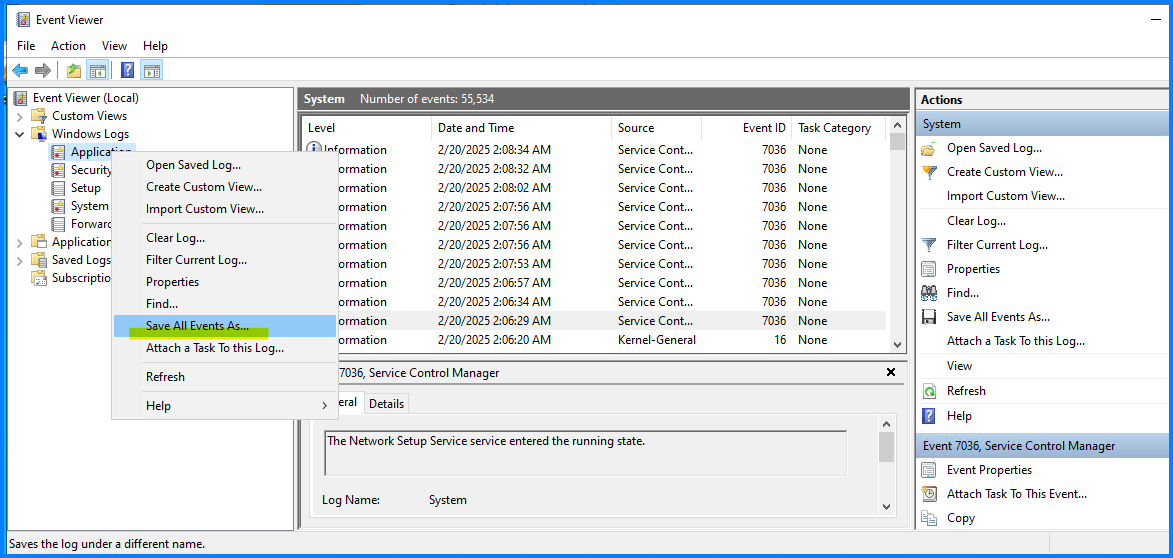 Event Viewer
File Action View Help
Event Viewer (Local)
Custom Views
Windows Logs
Application
Security
Setup
System
Forward
Application
Saved Logs
Subscriptio
Open Saved Log...
Create Custom View...
Import Custom View...
Clear Log...
Filter Current Log...
Properties
Find...
Save All Events As...
Attach a Task To this Log...
Refresh
Help
System Number of events: 55,534
Level Date and Time Source Event ID Task Category
Information 2/20/2025 2:08:34 AM Service Cont... 7036 None
ormation 2/20/2025 2:08:32 AM Service Cont... 7036 None
ormation 2/20/2025 2:08:02 AM Service Cont... 7036 None
ormation 2/20/2025 2:07:56 AM Service Cont... 7036 None
ormation 2/20/2025 2:07:56 AM Service Cont... 7036 None
ormation 2/20/2025 2:07:56 AM Service Cont... 7036 None
ormation 2/20/2025 2:07:53 AM Service Cont... 7036 None
ormation 2/20/2025 2:06:57 AM Service Cont... 7036 None
ormation 2/20/2025 2:06:34 AM Service Cont... 7036 None
ormation 2/20/2025 2:06:29 AM Service Cont... 7036 None
ormation 2/20/2025 2:06:20 AM Kernel-General 16 None
7036, Service Control Manager
eral Details
The Network Setup Service service entered the running state.
Log Name: System
Actions
System
Open Saved Log...
Create Custom View...
Import Custom View...
Clear Log...
Filter Current Log...
Properties
Find...
Save All Events As...
Attach a Task To this Log...
View
Refresh
Help
Event 7036, Service Control Manager
Event Properties
Attach Task To This Event...
Copy
Saves the log under a different name.